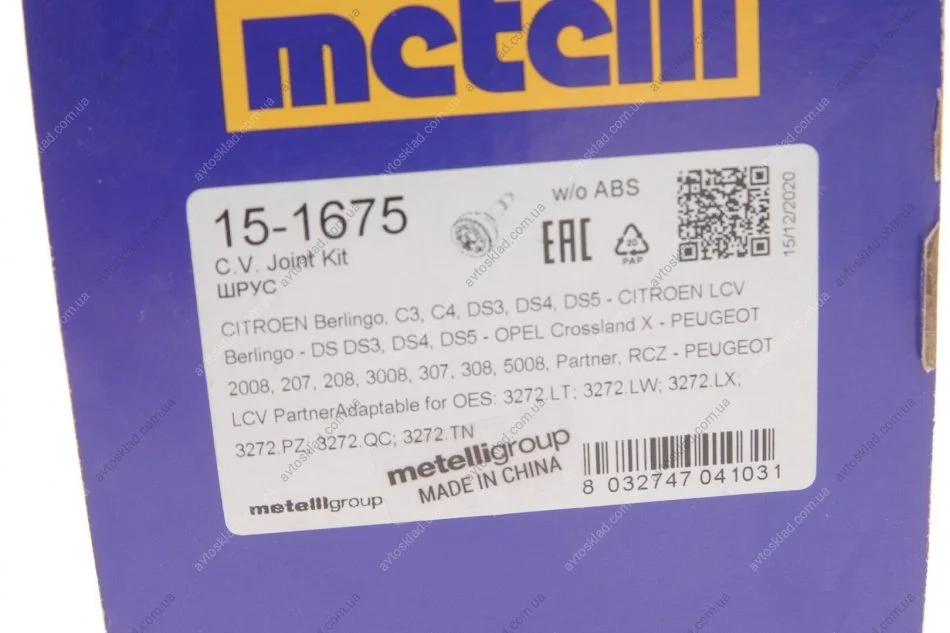 metelli
15-1675
C.V. Joint Kit
ШРУС
w/o ABS
EAC
20
PAP
15/12/2020
CITROEN Berlingo, C3, C4, DS3, DS4, DS5 - CITROEN LCV
Berlingo - DS DS3, DS4, DS5 - OPEL Crossland X - PEUGEOT
2008, 207, 208, 3008, 307, 308, 5008, Partner, RCZ - PEUGEOT
LCV PartnerAdaptable for OES: 3272.LT; 3272.LW; 3272.LX;
3272.PZ; 3272.QC; 3272.TN
metelligroup
metelligroup
MADE IN CHINA
8 032747 041031
avtosklad.com.ua